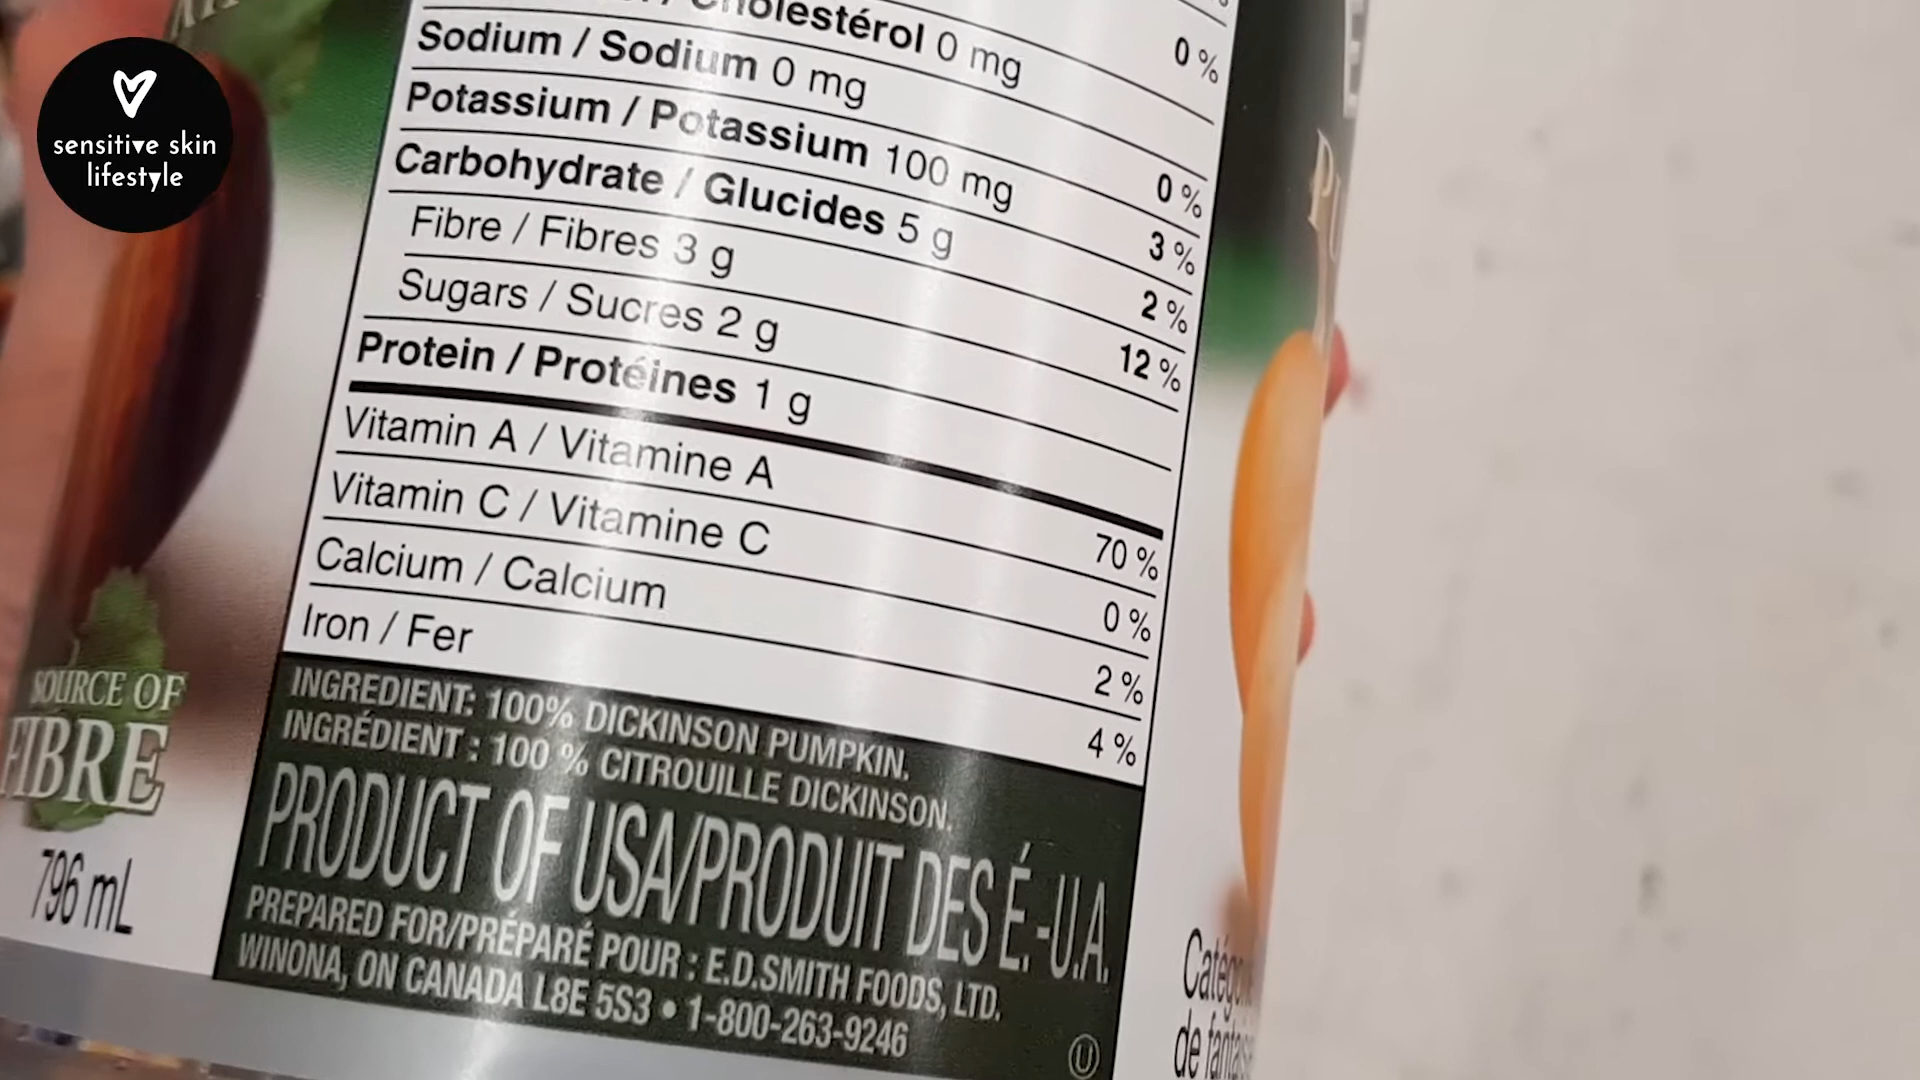 sensitive skin
lifestyle
Cholestérol 0 mg 0 %
Sodium / Sodium 0 mg 0 %
Potassium / Potassium 100 mg 3 %
Carbohydrate / Glucides 5 g 2 %
Fibre / Fibres 3 g 12 %
Sugars / Sucres 2 g
Protein / Protéines 1 g
Vitamin A / Vitamine A 70 %
Vitamin C / Vitamine C 0 %
Calcium / Calcium 2 %
Iron / Fer 4 %
INGREDIENT: 100% DICKINSON PUMPKIN.
INGRÉDIENT : 100 % CITROUILLE DICKINSON.
PRODUCT OF USA/PRODUIT DES É.-U.A.
PREPARED FOR/PRÉPARÉ POUR : E.D.SMITH FOODS, LTD.
WINONA, ON CANADA L8E 5S3 • 1-800-263-9246
U
SOURCE OF
FIBRE
796 mL
de